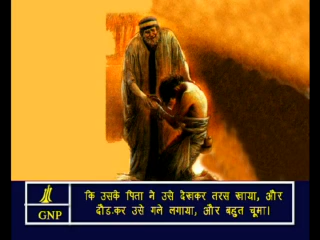 कि उसके पिता ने उसे देखकर तरस खाया, और
दौड.कर उसे गले लगाया, और बहुत चूमा।
GNP